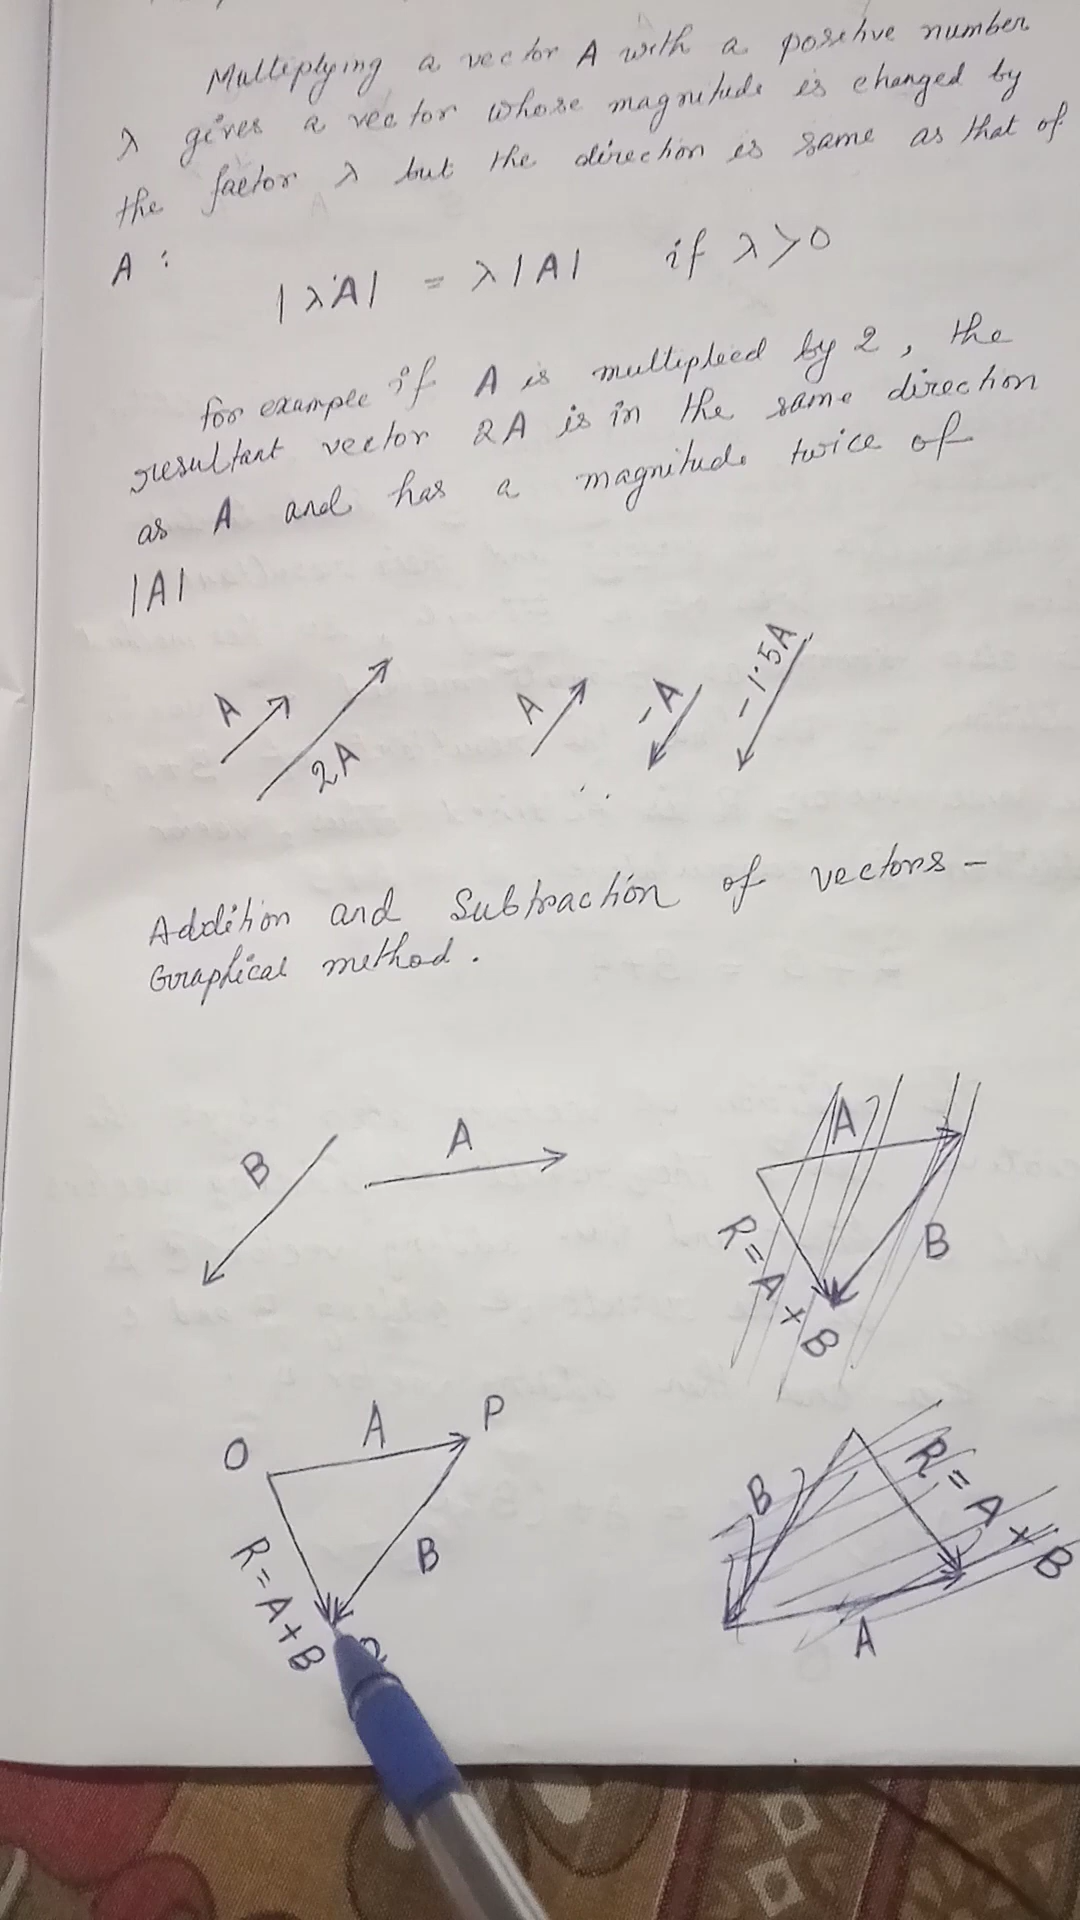 Multiplying a vector A with a positive number
λ gives a vector whose magnitude is changed by
the factor λ but the direction is same as that of
A :
|λA| = λ|A| if λ>0
for example if A is multiplied by 2, the
resultant vector 2A is in the same direction
as A and has a magnitude twice of
|A|
A
2A
A
-A
-1.5A
Addition and Subtraction of vectors -
Graphical method.
B
A
A
B
R=A+B
O
A
P
B
R=A+B
B
R=A+B
A